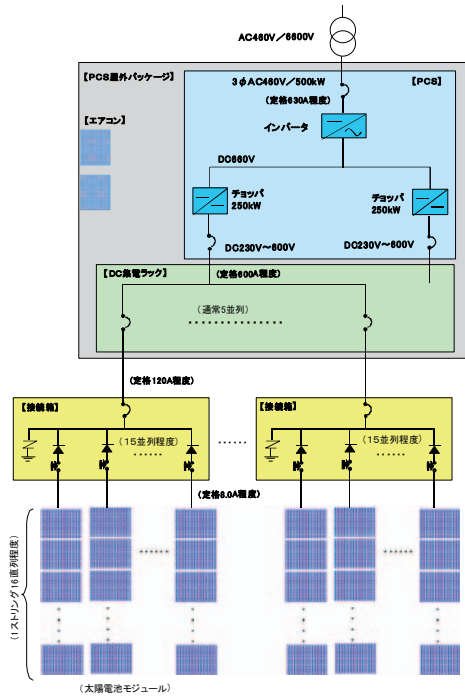 AC460V／6600V
【PCS屋外パッケージ】
3φAC460V／500kW
【PCS】
(定格630A程度)
【エアコン】
インバータ
DC660V
チョッパ
250kW
チョッパ
250kW
DC230V～600V
DC230V～600V
【DC集電ラック】
(定格600A程度)
(通常5並列)
(定格120A程度)
【接続箱】
【接続箱】
(15並列程度)
(15並列程度)
(定格8.0A程度)
(1ストリング16直列程度)
(太陽電池モジュール)